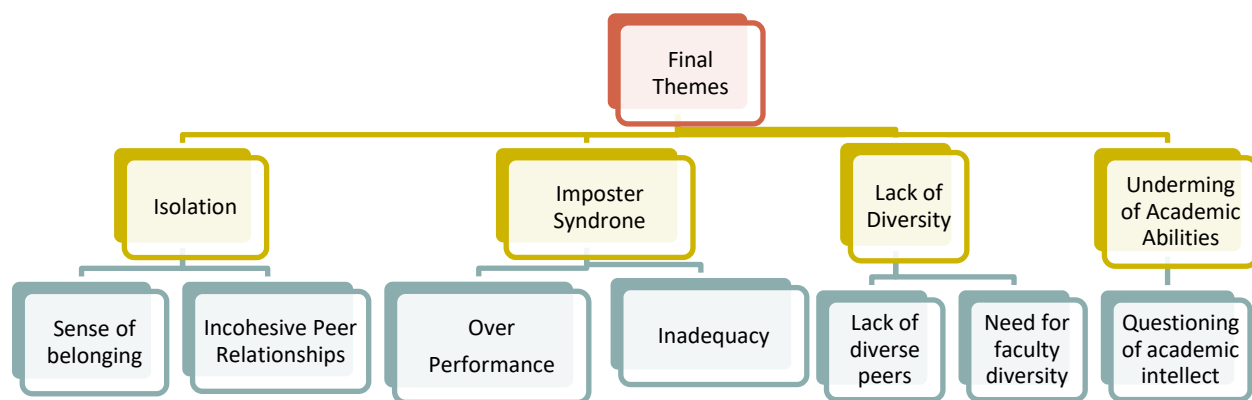 Final
Themes
Isolation
Imposter
Syndrome
Lack of
Diversity
Underming
of Academic
Abilities
Sense of
belonging
Incohesive Peer
Relationships
Over
Performance
Inadequacy
Lack of
diverse
peers
Need for
faculty
diversity
Questioning
of academic
intellect